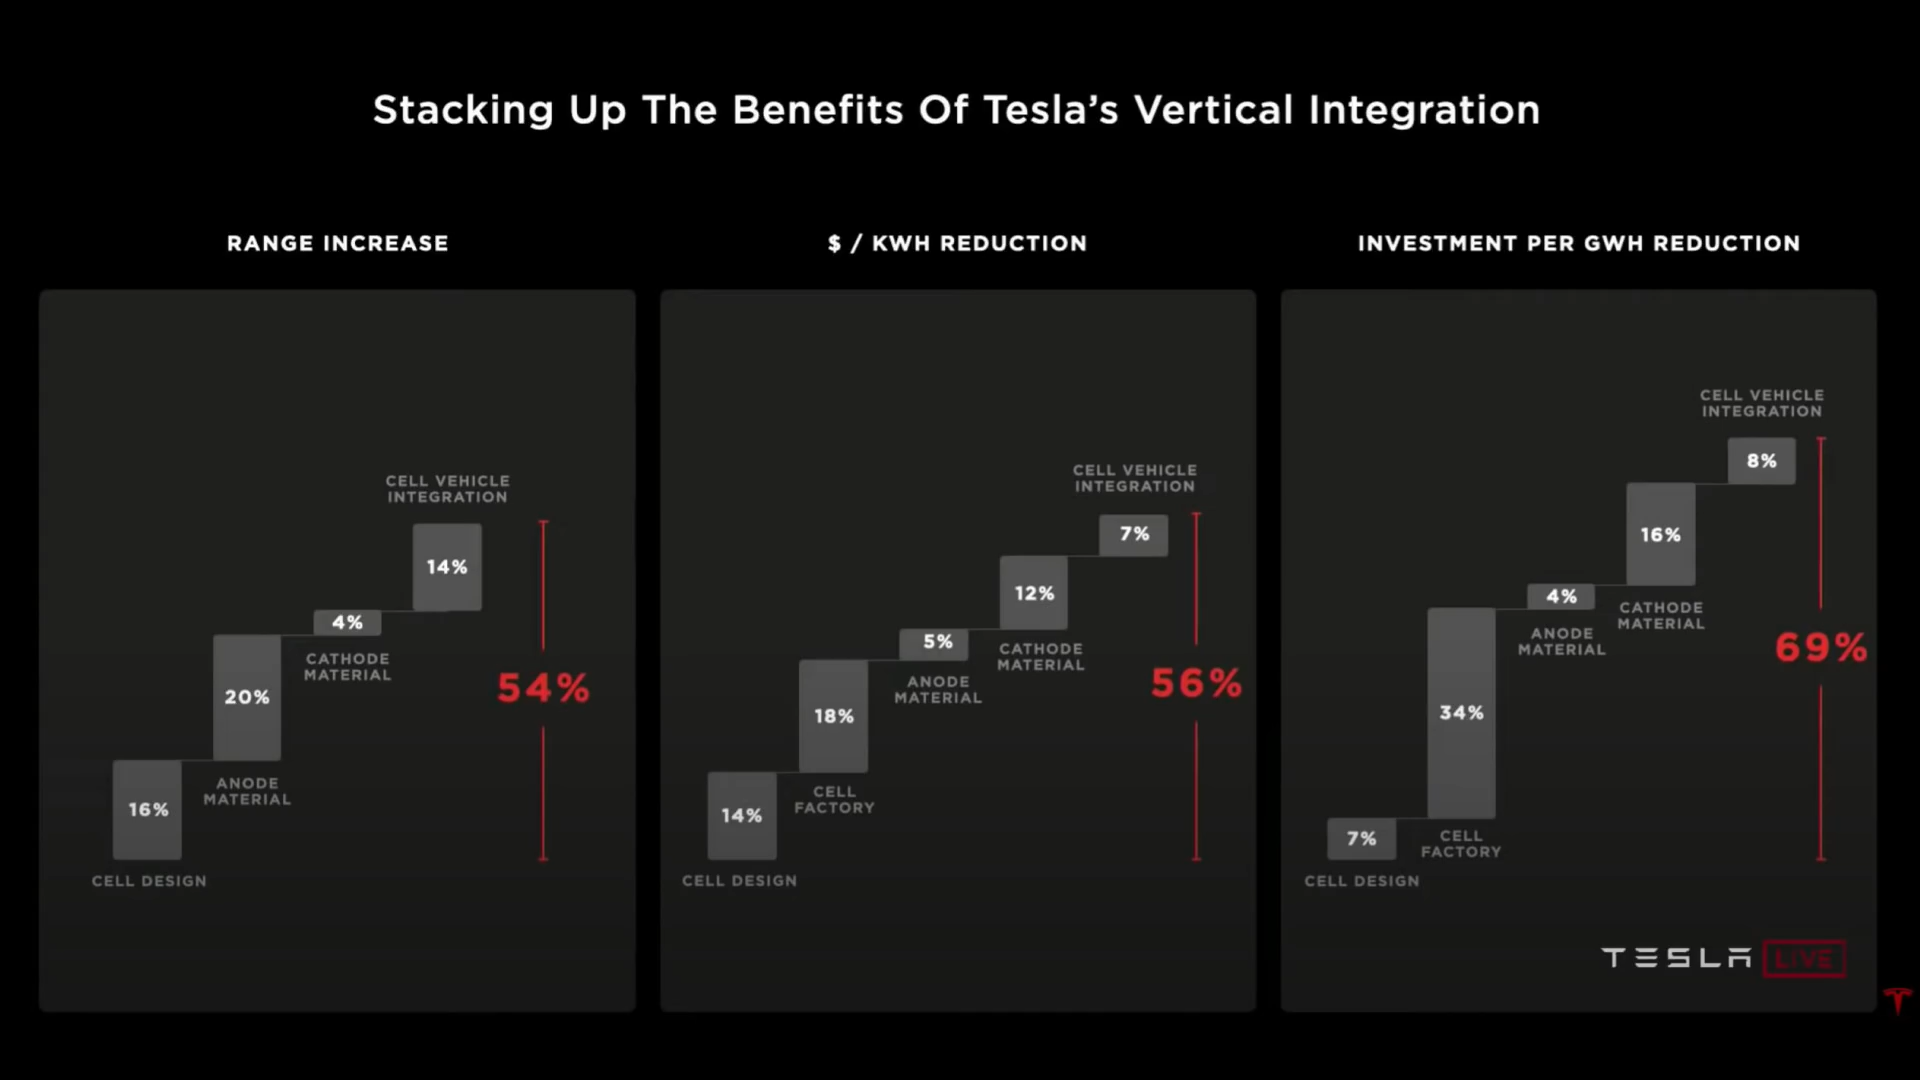 Stacking Up The Benefits Of Tesla's Vertical Integration
RANGE INCREASE
CELL VEHICLE
INTEGRATION
14%
4%
CATHODE
MATERIAL
20%
ANODE
MATERIAL
16%
CELL DESIGN
54%
$ / KWH REDUCTION
CELL VEHICLE
INTEGRATION
7%
12%
CATHODE
MATERIAL
5%
ANODE
MATERIAL
18%
CELL
FACTORY
14%
CELL DESIGN
56%
INVESTMENT PER GWH REDUCTION
CELL VEHICLE
INTEGRATION
8%
16%
CATHODE
MATERIAL
4%
ANODE
MATERIAL
34%
CELL
FACTORY
7%
CELL DESIGN
69%
TESLA LIVE